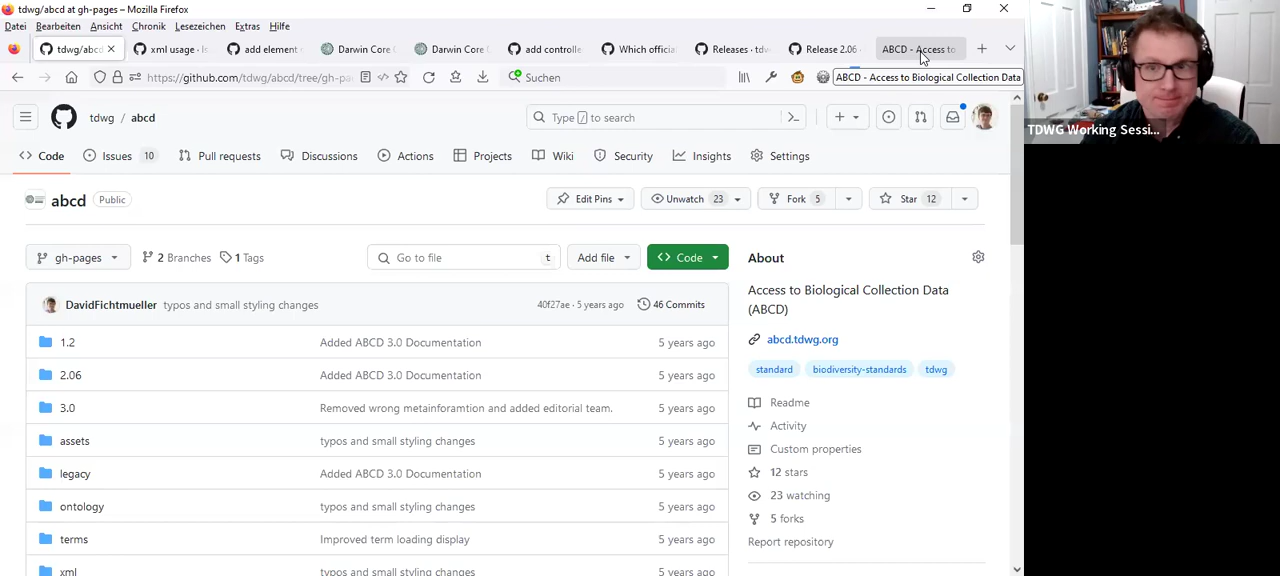 tdwg/abcd at gh-pages – Mozilla Firefox
Datei Bearbeiten Ansicht Chronik Lesezeichen Extras Hilfe
tdwg/abcd xml usage · Is add element Darwin Core Darwin Core add controlle Which officia Releases · tdw Release 2.06 ABCD - Access to
https://github.com/tdwg/abcd/tree/gh-pa Suchen
ABCD - Access to Biological Collection Data
tdwg / abcd
Type / to search
Code Issues 10 Pull requests Discussions Actions Projects Wiki Security Insights Settings
abcd Public
Edit Pins Unwatch 23 Fork 5 Star 12
gh-pages 2 Branches 1 Tags Go to file t Add file Code
DavidFichtmueller typos and small styling changes 40f27ae · 5 years ago 46 Commits
1.2 Added ABCD 3.0 Documentation 5 years ago
2.06 Added ABCD 3.0 Documentation 5 years ago
3.0 Removed wrong metainforamtion and added editorial team. 5 years ago
assets typos and small styling changes 5 years ago
legacy Added ABCD 3.0 Documentation 5 years ago
ontology typos and small styling changes 5 years ago
terms Improved term loading display 5 years ago
xml typos and small styling changes 5 years ago
About
Access to Biological Collection Data
(ABCD)
abcd.tdwg.org
standard biodiversity-standards tdwg
Readme
Activity
Custom properties
12 stars
23 watching
5 forks
Report repository
TDWG Working Sessi...